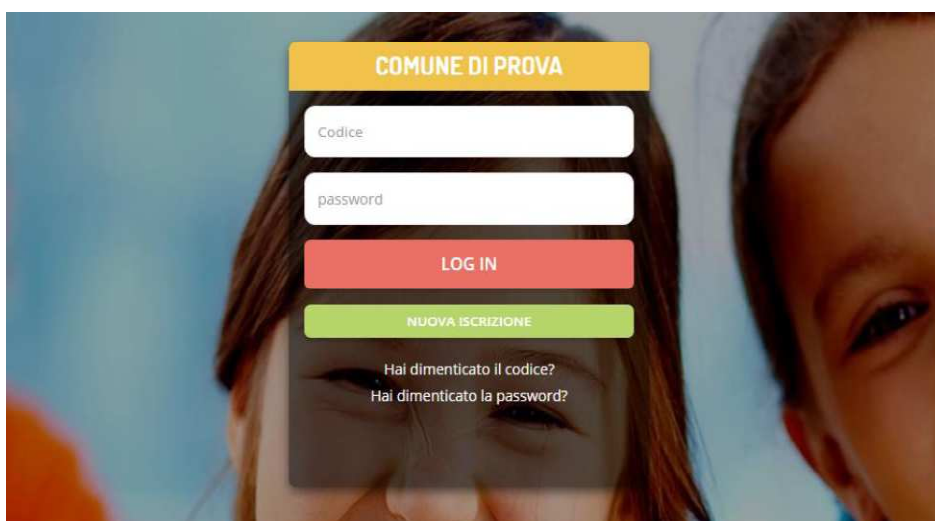 COMUNE DI PROVA
Codice
password
LOG IN
NUOVA ISCRIZIONE
Hai dimenticato il codice?
Hai dimenticato la password?